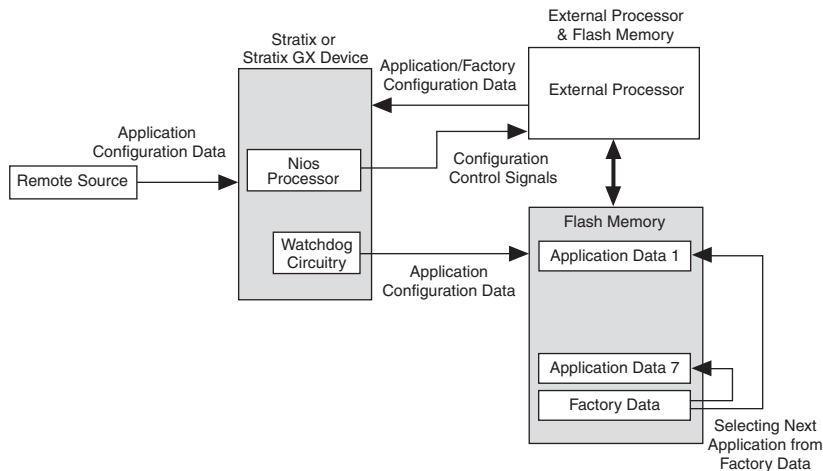 External Processor
& Flash Memory
Stratix or
Stratix GX Device
Application/Factory
Configuration Data
External Processor
Application
Configuration Data
Remote Source
Nios
Processor
Configuration
Control Signals
Flash Memory
Watchdog
Circuitry
Application Data 1
Application
Configuration Data
Application Data 7
Factory Data
Selecting Next
Application from
Factory Data